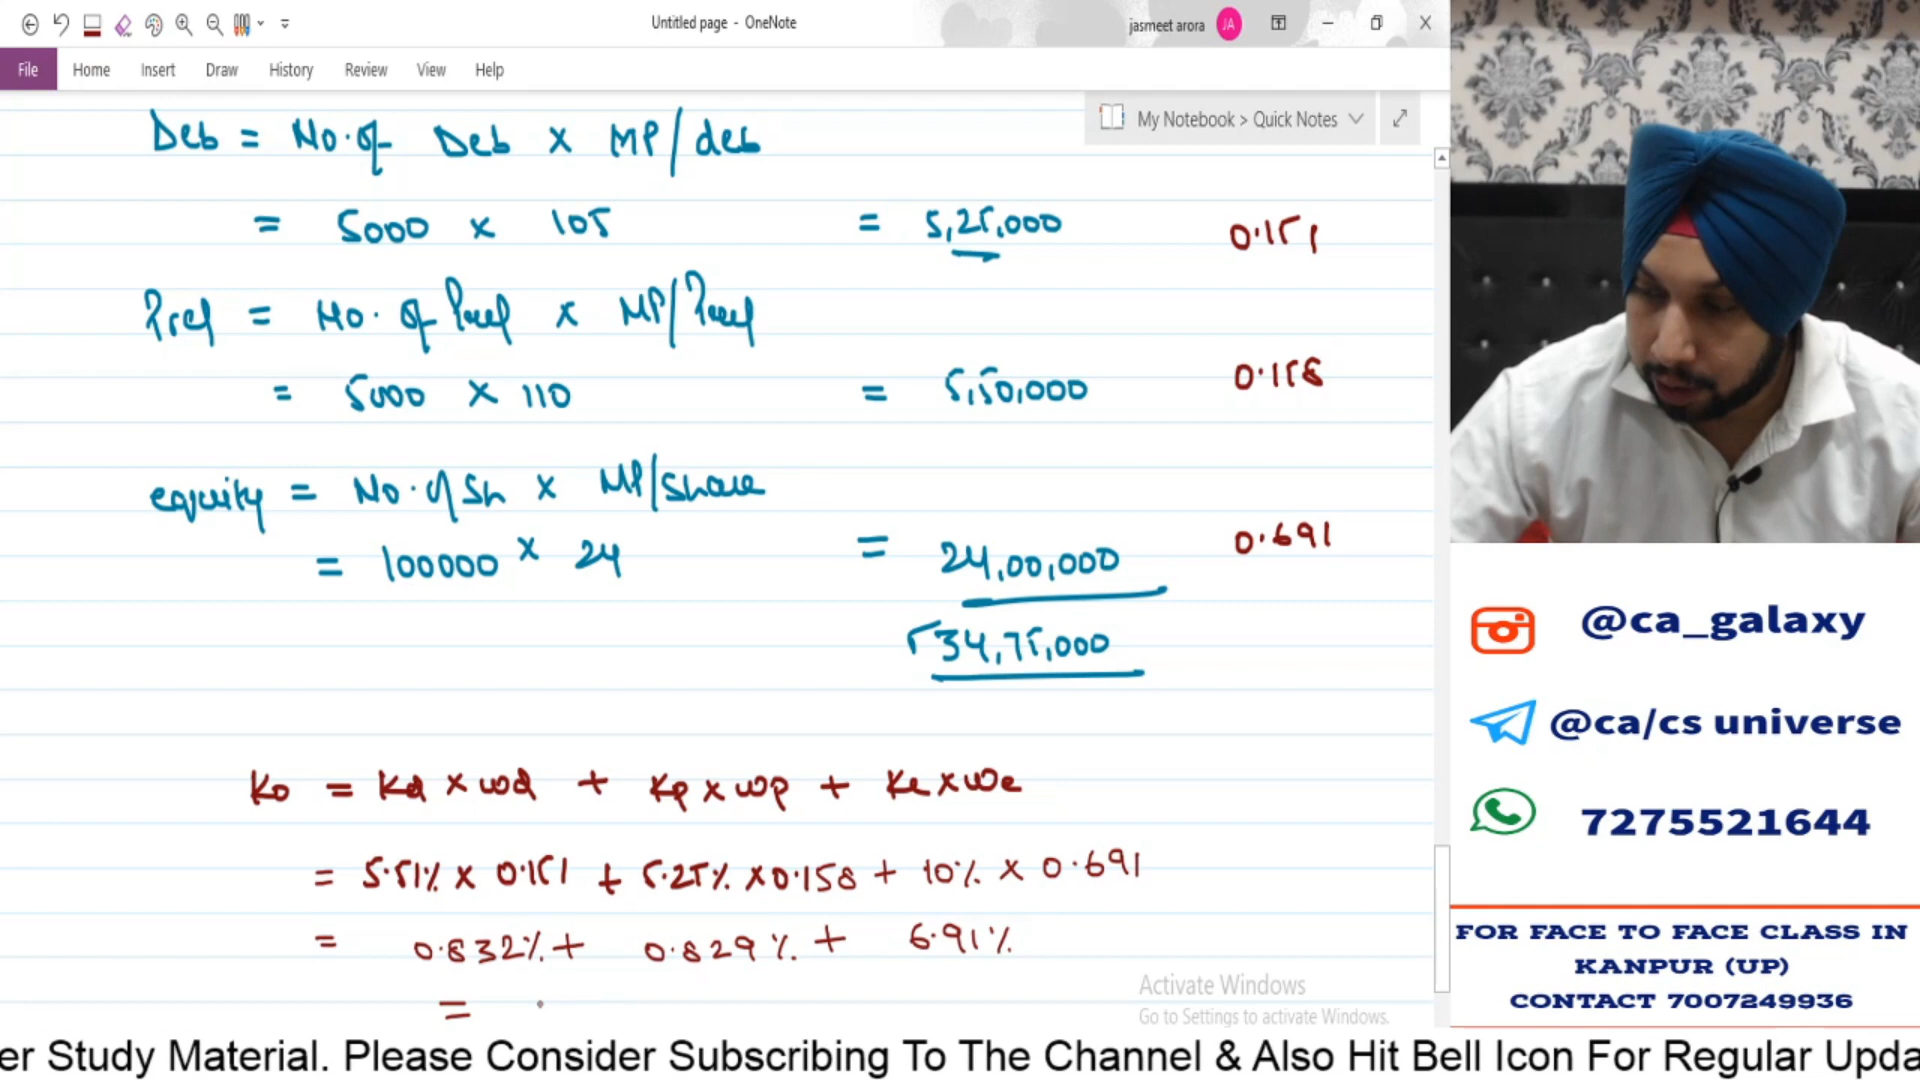 Untitled page - OneNote
jasmeet arora
JA
File Home Insert Draw History Review View Help
My Notebook > Quick Notes
Deb = No. of Deb x MP/deb
= 5000 x 105 = 5,25,000 0.151
Pref = No. of Pref x MP/Pref
= 5000 x 110 = 5,50,000 0.158
equity = No. of Sh x MP/share
= 100000 x 24 = 24,00,000 0.691
34,75,000
Ko = Kd x wd + Kp x wp + Ke x we
= 5.51% x 0.151 + 5.25% x 0.158 + 10% x 0.691
= 0.832% + 0.829% + 6.91%
=
Activate Windows
Go to Settings to activate Windows.
@ca_galaxy
@ca/cs universe
7275521644
FOR FACE TO FACE CLASS IN
KANPUR (UP)
CONTACT 7007249936
er Study Material. Please Consider Subscribing To The Channel & Also Hit Bell Icon For Regular Upda